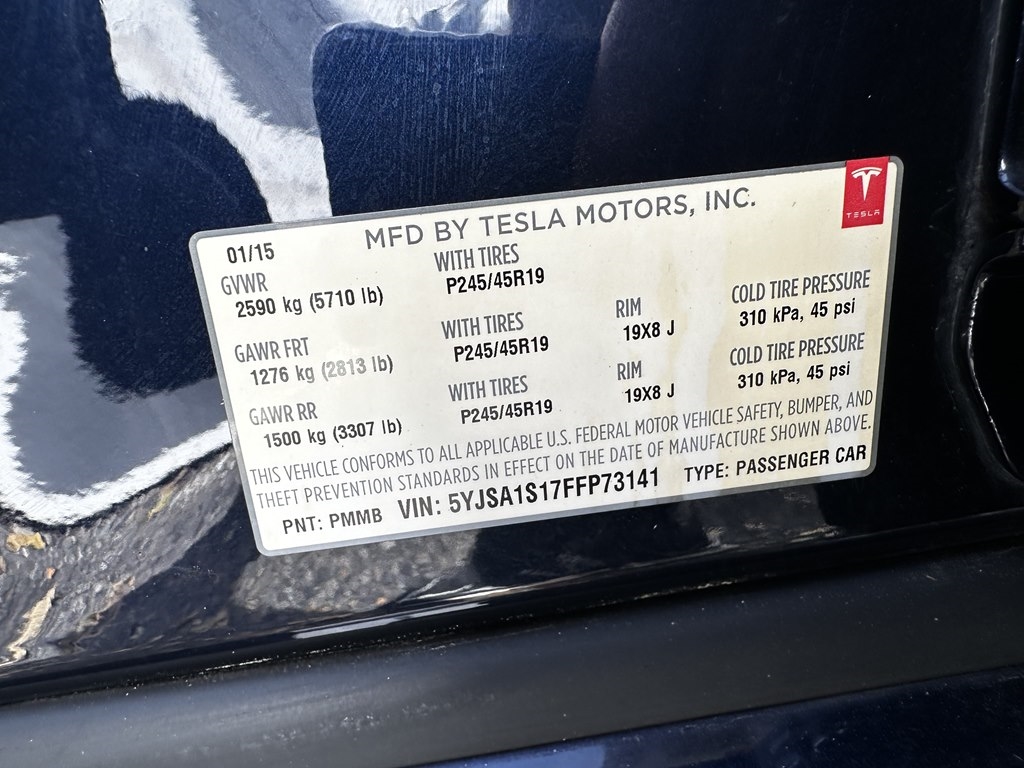 TESLA
01/15 MFD BY TESLA MOTORS, INC.
GVWR WITH TIRES
2590 kg (5710 lb) P245/45R19
GAWR FRT WITH TIRES RIM COLD TIRE PRESSURE
1276 kg (2813 lb) P245/45R19 19X8 J 310 kPa, 45 psi
GAWR RR WITH TIRES RIM COLD TIRE PRESSURE
1500 kg (3307 lb) P245/45R19 19X8 J 310 kPa, 45 psi
THIS VEHICLE CONFORMS TO ALL APPLICABLE U.S. FEDERAL MOTOR VEHICLE SAFETY, BUMPER, AND
THEFT PREVENTION STANDARDS IN EFFECT ON THE DATE OF MANUFACTURE SHOWN ABOVE.
PNT: PMMB VIN: 5YJSA1S17FFP73141 TYPE: PASSENGER CAR